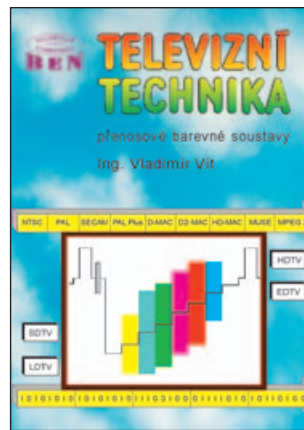 BEN
TELEVIZNÍ
TECHNIKA
přenosové barevné soustavy
Ing. Vladimír Vít
NTSC PAL SECAM PAL Plus D-MAC D2-MAC HD-MAC MUSE MPEG
HDTV
EDTV
SDTV
LDTV